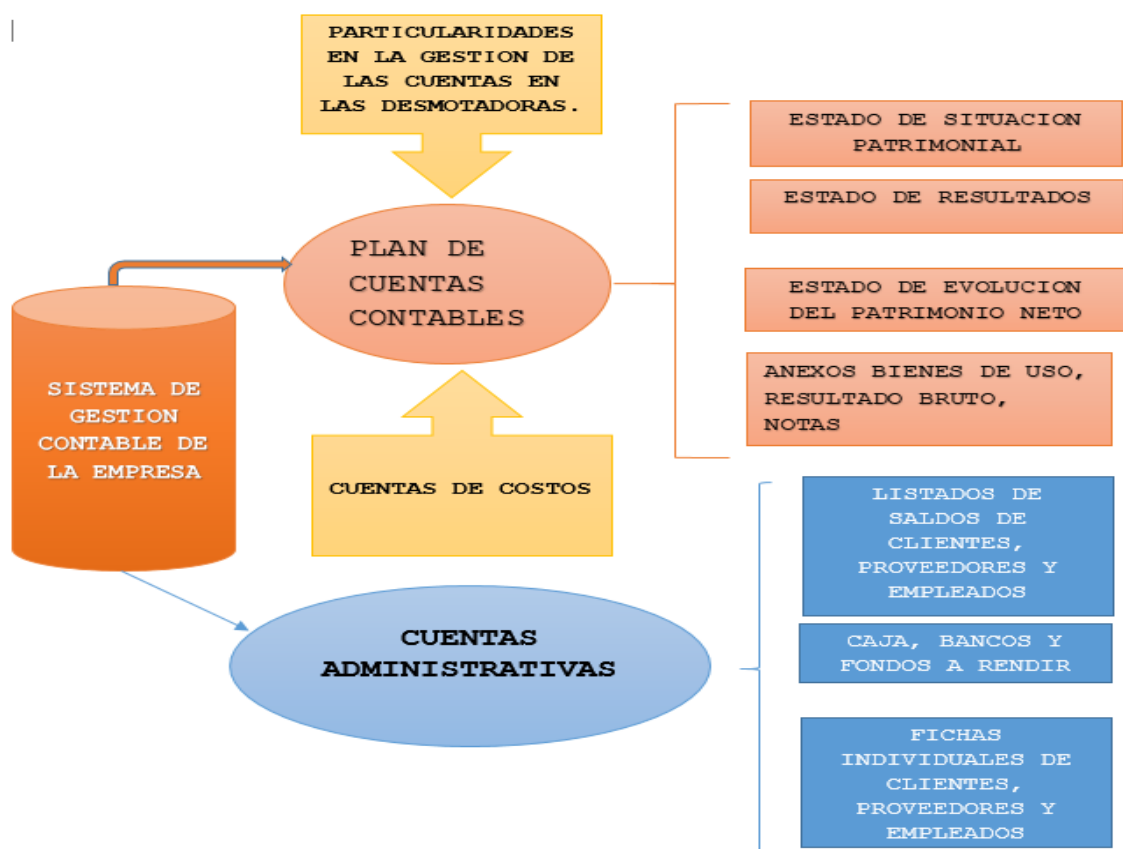 PARTICULARIDADES
EN LA GESTION DE
LAS CUENTAS EN
LAS DESMOTADORAS.
PLAN DE
CUENTAS
CONTABLES
SISTEMA DE
GESTION
CONTABLE DE
LA EMPRESA
CUENTAS DE COSTOS
CUENTAS
ADMINISTRATIVAS
ESTADO DE SITUACION
PATRIMONIAL
ESTADO DE RESULTADOS
ESTADO DE EVOLUCION
DEL PATRIMONIO NETO
ANEXOS BIENES DE USO,
RESULTADO BRUTO,
NOTAS
LISTADOS DE
SALDOS DE
CLIENTES,
PROVEEDORES Y
EMPLEADOS
CAJA, BANCOS Y
FONDOS A RENDIR
FICHAS
INDIVIDUALES DE
CLIENTES,
PROVEEDORES Y
EMPLEADOS